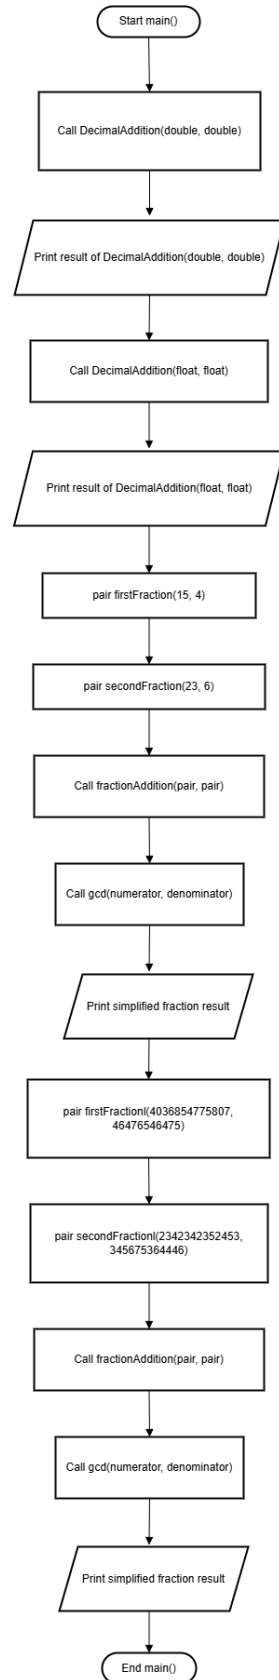 Start main()
Call DecimalAddition(double, double)
Print result of DecimalAddition(double, double)
Call DecimalAddition(float, float)
Print result of DecimalAddition(float, float)
pair firstFraction(15, 4)
pair secondFraction(23, 6)
Call fractionAddition(pair, pair)
Call gcd(numerator, denominator)
Print simplified fraction result
pair firstFractionl(4036854775807,
46476546475)
pair secondFractionl(2342342352453,
345675364446)
Call fractionAddition(pair, pair)
Call gcd(numerator, denominator)
Print simplified fraction result
End main()